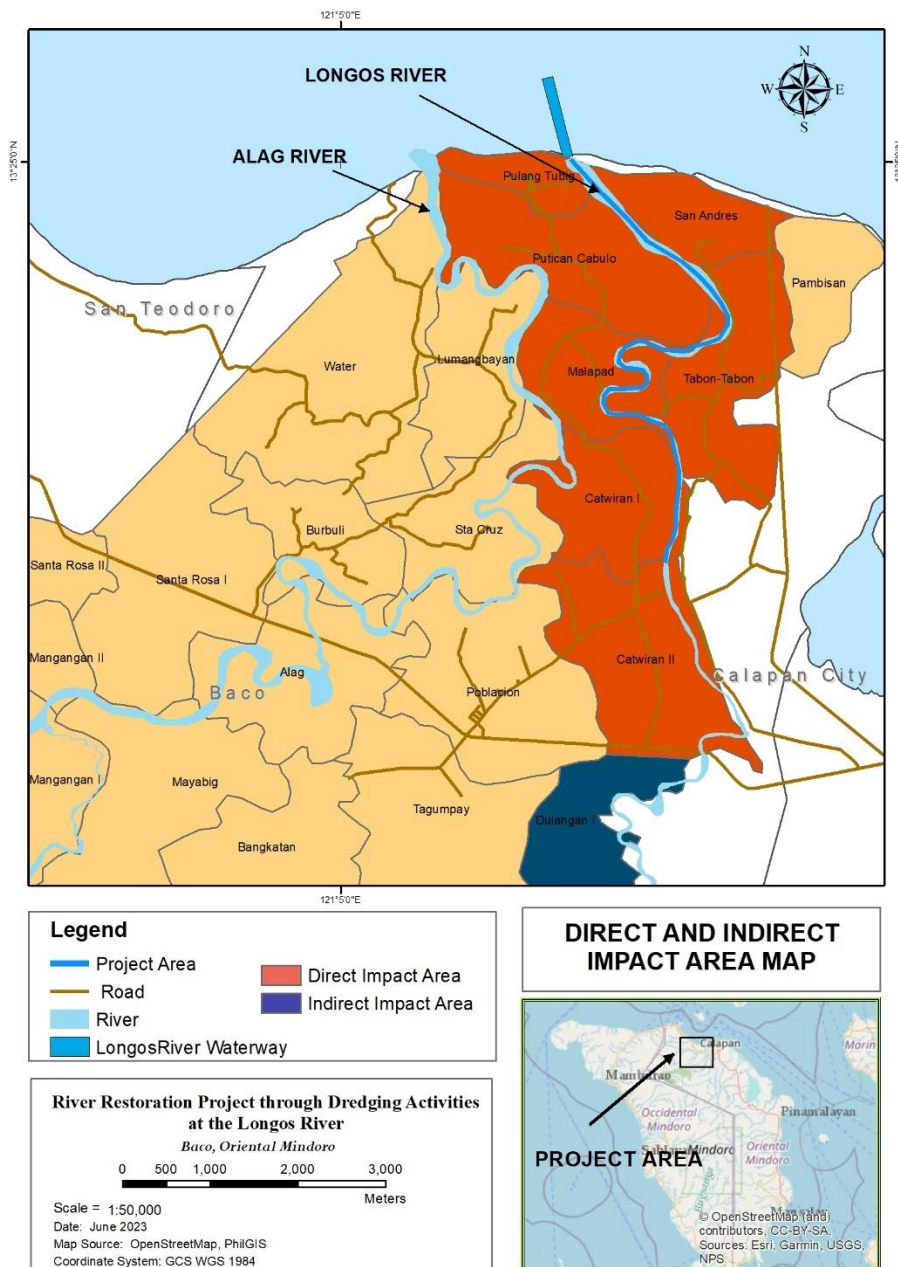 121°5'0"E
LONGOS RIVER
N
W
E
S
ALAG RIVER
13°25'0"N
Pulang Tubig
San Andres
Putican Cabulo
Pambisan
San Teodoro
Water
Lumangbayan
Malapad
Tabon-Tabon
Catwiran I
Burbuli
Sta Cruz
Santa Rosa II
Santa Rosa I
Mangangan II
Catwiran II
Alag
Calapan City
Baco
Poblacion
Mangangan I
Mayabig
Tagumpay
Dulangan I
Bangkatan
121°5'0"E
Legend
Project Area
Road
River
LongosRiver Waterway
Direct Impact Area
Indirect Impact Area
DIRECT AND INDIRECT
IMPACT AREA MAP
River Restoration Project through Dredging Activities
at the Longos River
Baco, Oriental Mindoro
0 500 1,000 2,000 3,000
Meters
Scale = 1:50,000
Date: June 2023
Map Source: OpenStreetMap, PhilGIS
Coordinate System: GCS WGS 1984
Calapan
Marin
Mamburao
Occidental
Mindoro
Pinamalayan
Oriental
Mindoro
PROJECT AREA
© OpenStreetMap (and)
contributors, CC-BY-SA,
Sources: Esri, Garmin, USGS,
NPS